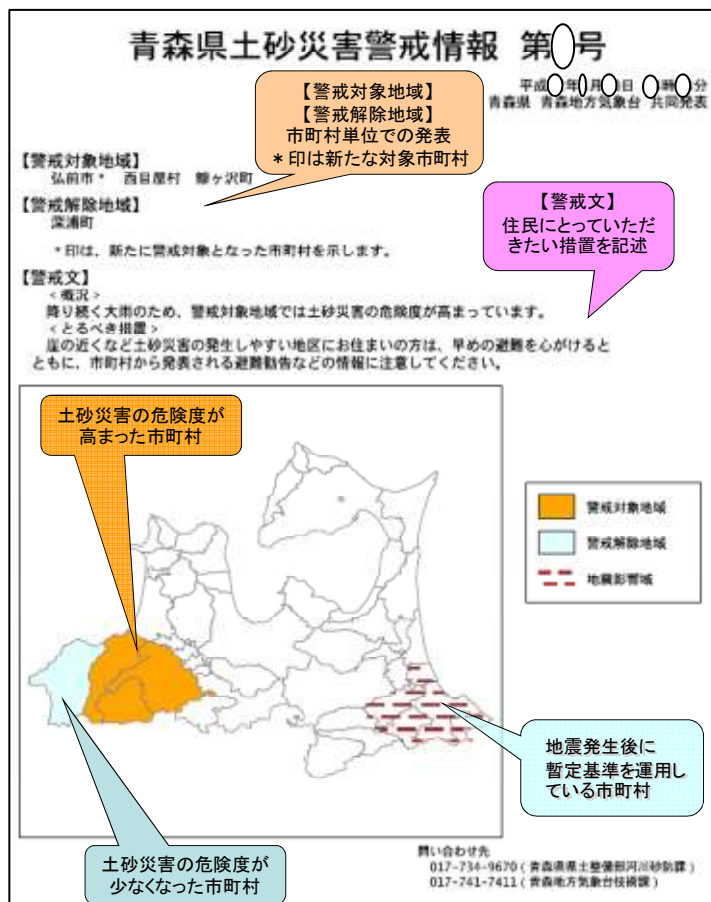 青森県土砂災害警戒情報 第 号
平成 年 月 日 時 分
青森県 青森地方気象台 共同発表
【警戒対象地域】
【警戒解除地域】
市町村単位での発表
*印は新たな対象市町村
【警戒対象地域】
弘前市* 西目屋村 鰺ヶ沢町
【警戒解除地域】
深浦町
*印は、新たに警戒対象となった市町村を示します。
【警戒文】
住民にとっていただ
きたい措置を記述
【警戒文】
<概況>
降り続く大雨のため、警戒対象地域では土砂災害の危険度が高まっています。
<とるべき措置>
崖の近くなど土砂災害の発生しやすい地区にお住まいの方は、早めの避難を心がけると
ともに、市町村から発表される避難勧告などの情報に注意してください。
土砂災害の危険度が
高まった市町村
警戒対象地域
警戒解除地域
地震影響域
地震発生後に
暫定基準を運用し
ている市町村
土砂災害の危険度が
少なくなった市町村
問い合わせ先
017-734-9670(青森県県土整備部河川砂防課)
017-741-7411(青森地方気象台技術課)